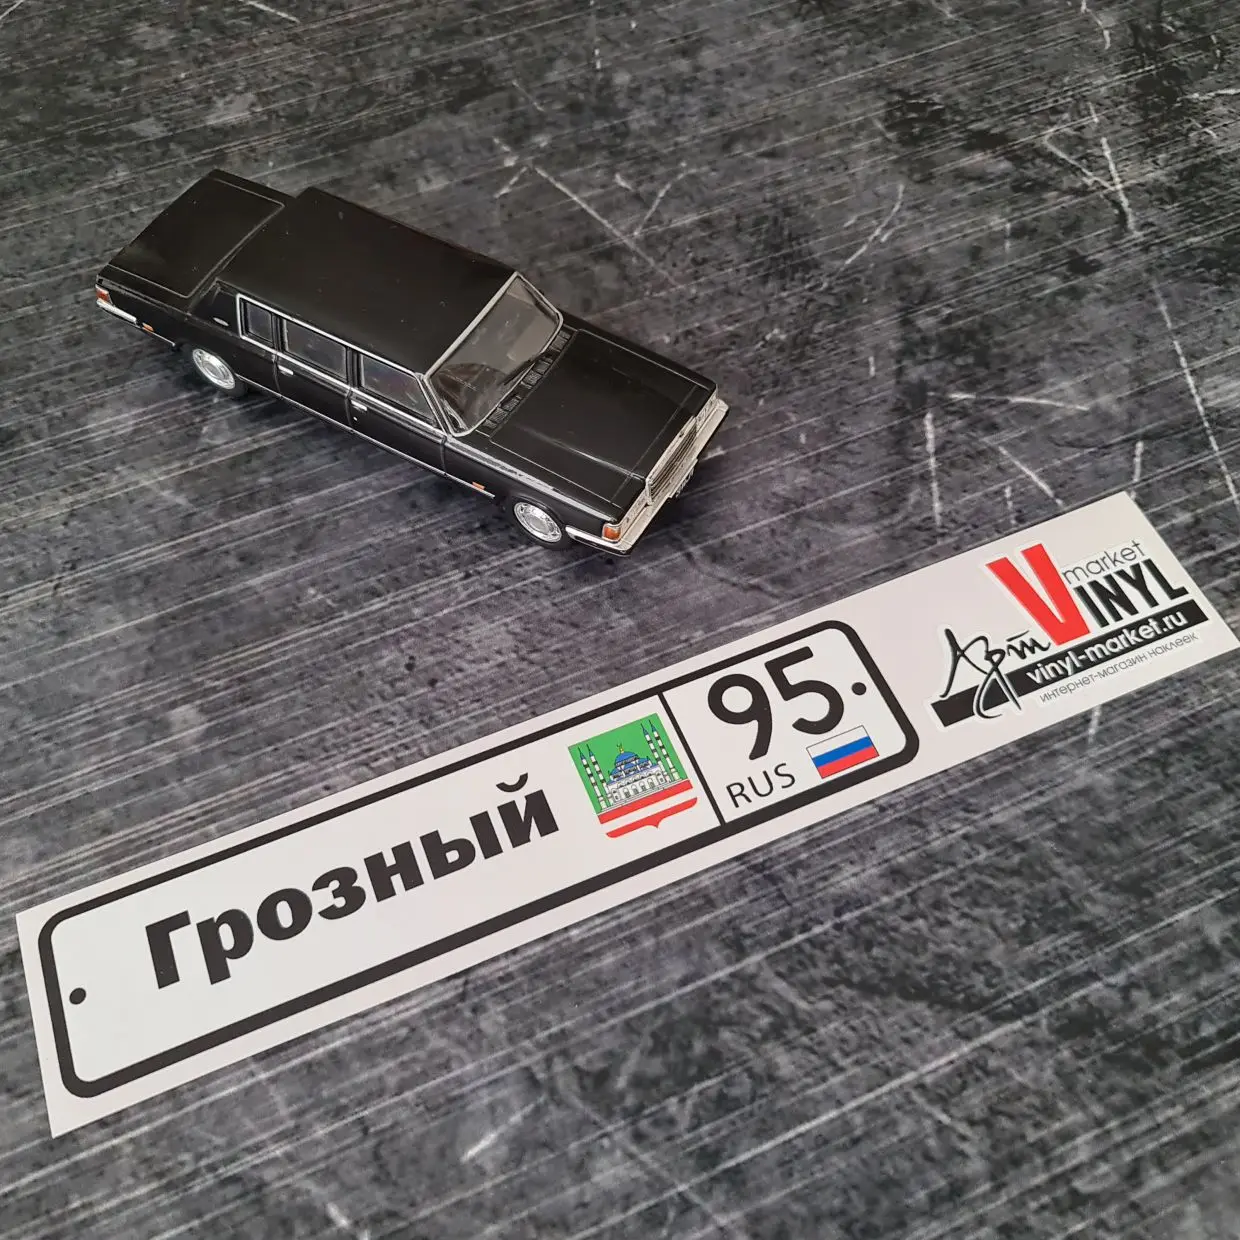 Грозный
95
RUS
market
VINYL
Арт
vinyl-market.ru
интернет-магазин наклеек